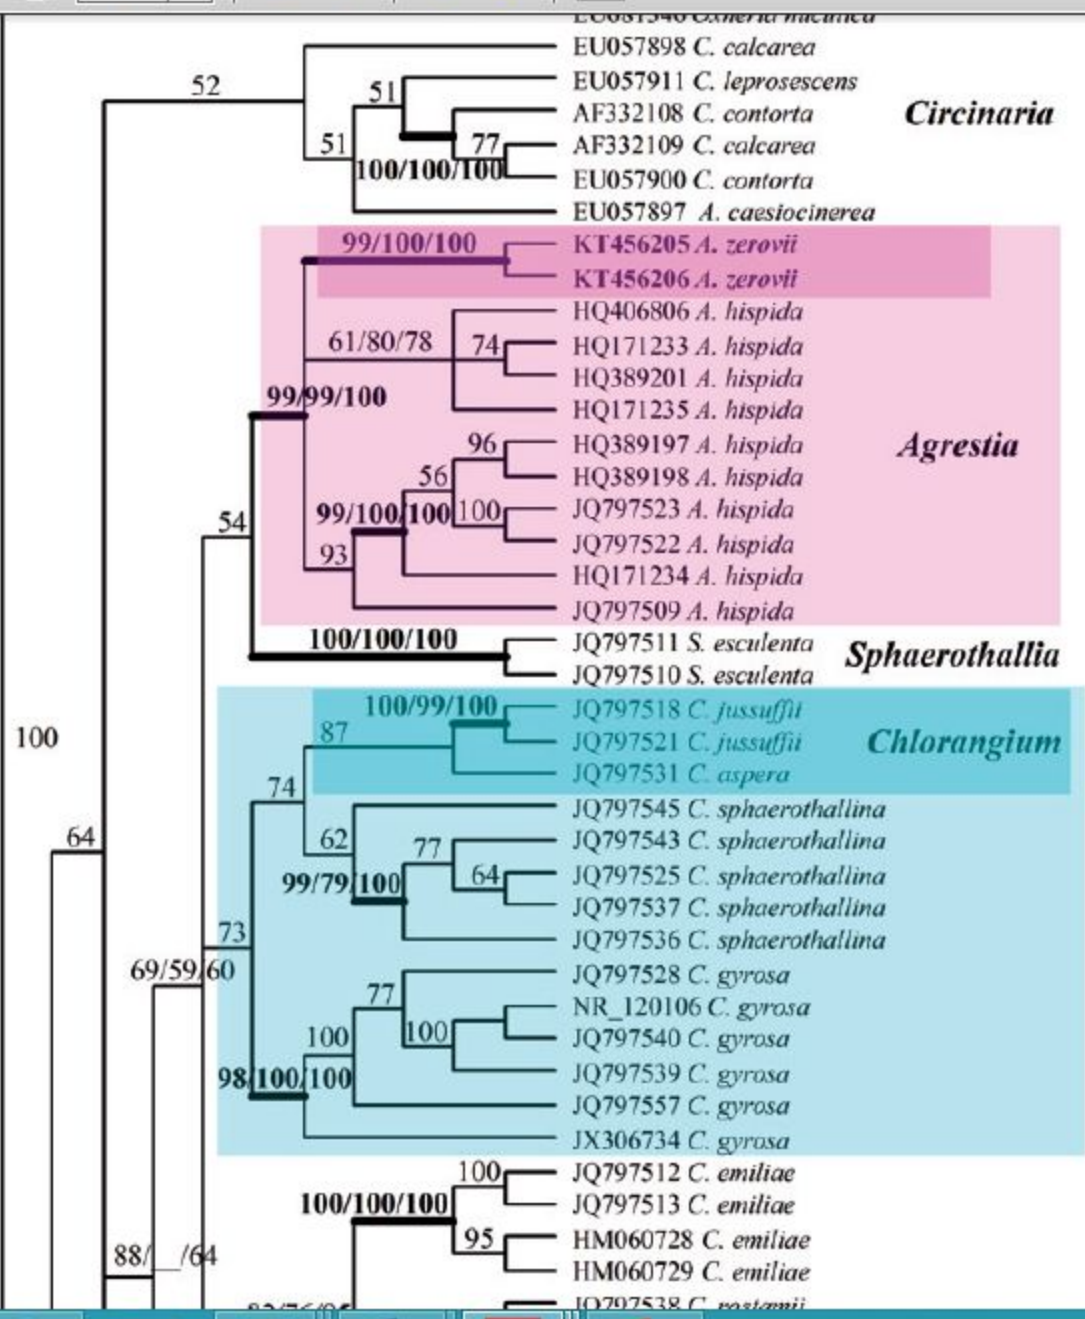 EU057898 C. calcarea
52
EU057911 C. leprosescens
51
Circinaria
AF332108 C. contorta
51
77
AF332109 C. calcarea
100/100/100
EU057900 C. contorta
EU057897 A. caesiocinerea
99/100/100
KT456205 A. zerovii
KT456206 A. zerovii
HQ406806 A. hispida
61/80/78
74
HQ171233 A. hispida
HQ389201 A. hispida
99/99/100
HQ171235 A. hispida
96
HQ389197 A. hispida
Agrestia
56
HQ389198 A. hispida
99/100/100
100
JQ797523 A. hispida
54
JQ797522 A. hispida
93
HQ171234 A. hispida
JQ797509 A. hispida
100/100/100
JQ797511 S. esculenta
Sphaerothallia
JQ797510 S. esculenta
100/99/100
JQ797518 C. jussuffii
100
87
JQ797521 C. jussuffii
Chlorangium
JQ797531 C. aspera
74
JQ797545 C. sphaerothallina
64
62
77
JQ797543 C. sphaerothallina
99/79/100
64
JQ797525 C. sphaerothallina
JQ797537 C. sphaerothallina
73
JQ797536 C. sphaerothallina
69/59/60
JQ797528 C. gyrosa
77
NR_120106 C. gyrosa
100
100
JQ797540 C. gyrosa
98/100/100
JQ797539 C. gyrosa
JQ797557 C. gyrosa
JX306734 C. gyrosa
100
JQ797512 C. emiliae
100/100/100
JQ797513 C. emiliae
95
HM060728 C. emiliae
88/__/64
HM060729 C. emiliae
JQ797538 C. rostamii